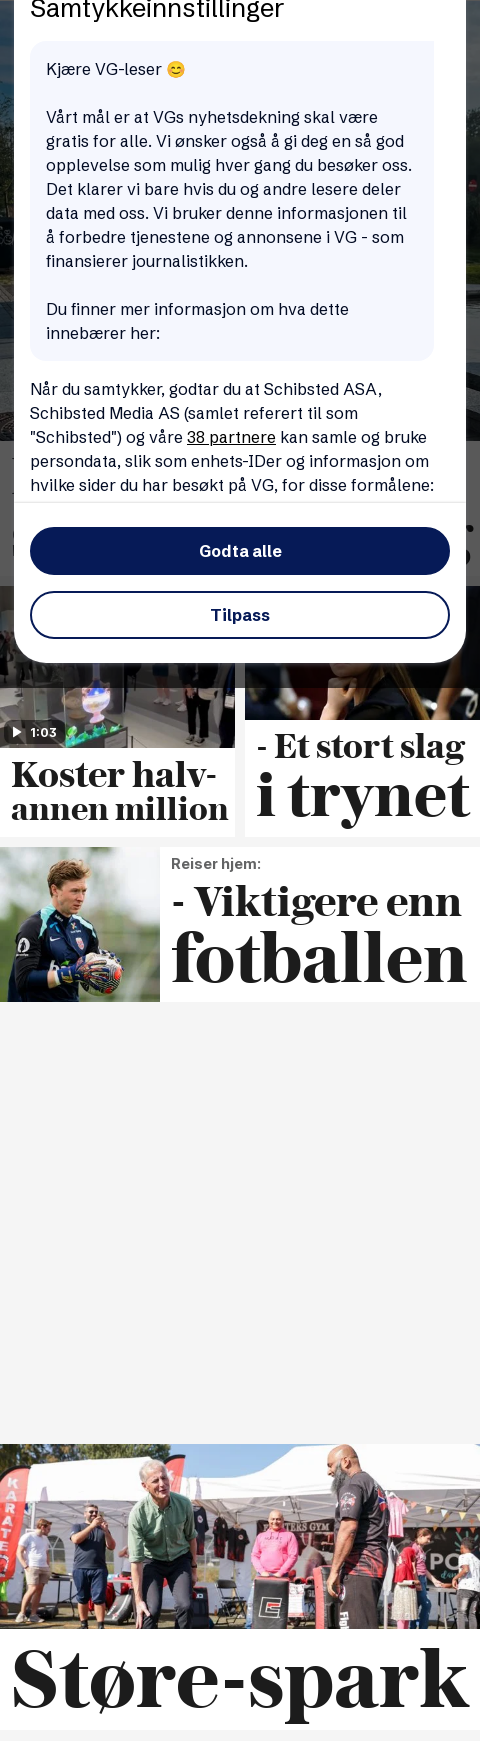 Samtykkeinnstillinger
Kjære VG-leser 😊
Vårt mål er at VGs nyhetsdekning skal være
gratis for alle. Vi ønsker også å gi deg en så god
opplevelse som mulig hver gang du besøker oss.
Det klarer vi bare hvis du og andre lesere deler
data med oss. Vi bruker denne informasjonen til
å forbedre tjenestene og annonsene i VG - som
finansierer journalistikken.
Du finner mer informasjon om hva dette
innebærer her:
Når du samtykker, godtar du at Schibsted ASA,
Schibsted Media AS (samlet referert til som
"Schibsted") og våre 38 partnere kan samle og bruke
persondata, slik som enhets-IDer og informasjon om
hvilke sider du har besøkt på VG, for disse formålene:
Godta alle
Tilpass
1:03
Koster halv-
annen million
- Et stort slag
i trynet
Reiser hjem:
- Viktigere enn
fotballen
KARATE
Støre-spark